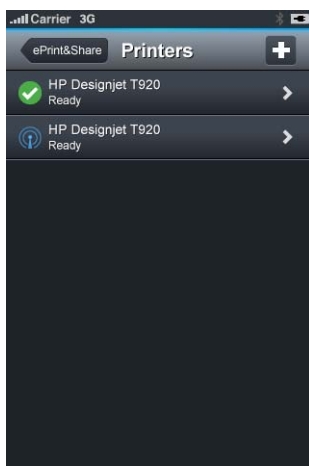 Carrier 3G
ePrint&Share Printers
HP Designjet T920
Ready
HP Designjet T920
Ready